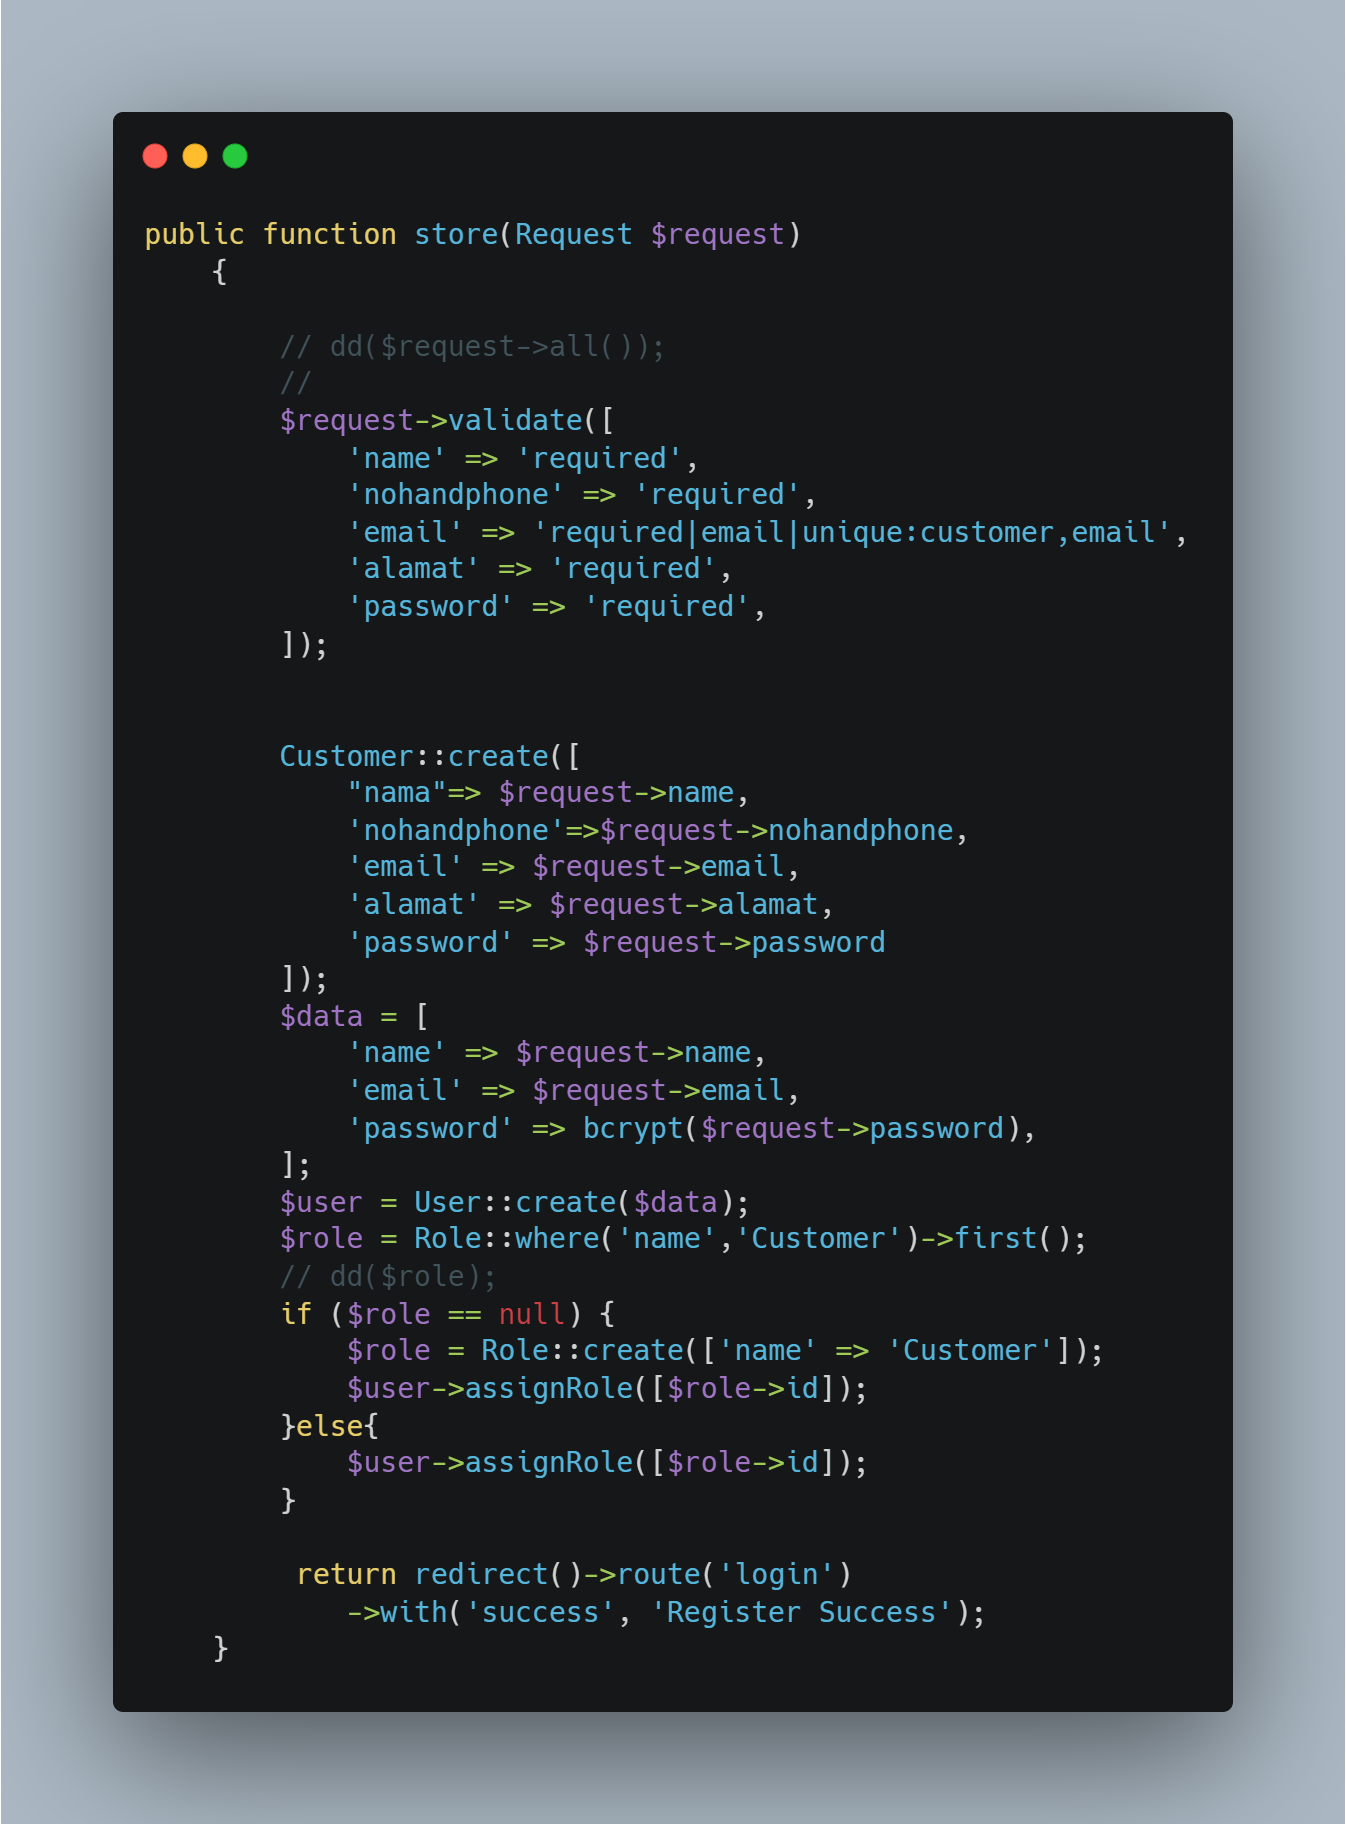 public function store(Request $request)
    {

        // dd($request->all());
        //
        $request->validate([
            'name' => 'required',
            'nohandphone' => 'required',
            'email' => 'required|email|unique:customer,email',
            'alamat' => 'required',
            'password' => 'required',
        ]);


        Customer::create([
            "nama"=> $request->name,
            'nohandphone'=>$request->nohandphone,
            'email' => $request->email,
            'alamat' => $request->alamat,
            'password' => $request->password
        ]);
        $data = [
            'name' => $request->name,
            'email' => $request->email,
            'password' => bcrypt($request->password),
        ];
        $user = User::create($data);
        $role = Role::where('name','Customer')->first();
        // dd($role);
        if ($role == null) {
            $role = Role::create(['name' => 'Customer']);
            $user->assignRole([$role->id]);
        }else{
            $user->assignRole([$role->id]);
        }

         return redirect()->route('login')
            ->with('success', 'Register Success');
    }